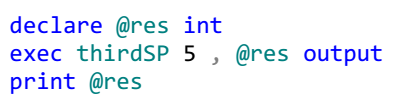 declare @res int
exec thirdSP 5 , @res output
print @res